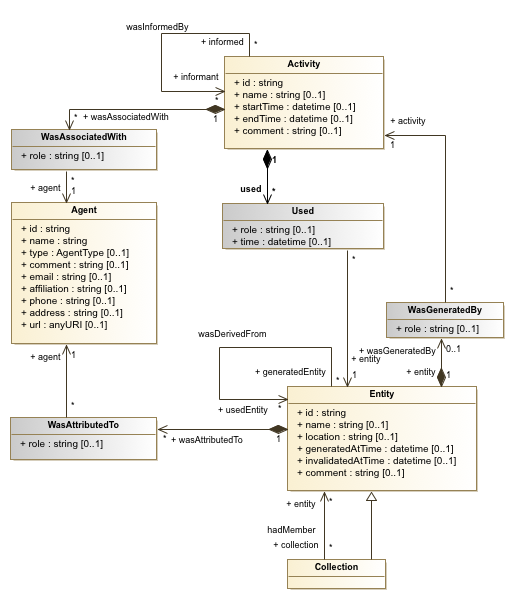 wasInformedBy
+ informed
*
+ informant
*
Activity
+ id : string
+ name : string [0..1]
+ startTime : datetime [0..1]
+ endTime : datetime [0..1]
+ comment : string [0..1]
* + wasAssociatedWith
1
+ activity
1
WasAssociatedWith
+ role : string [0..1]
1
used
*
*
+ agent
1
Agent
+ id : string
+ name : string
+ type : AgentType [0..1]
+ comment : string [0..1]
+ email : string [0..1]
+ affiliation : string [0..1]
+ phone : string [0..1]
+ address : string [0..1]
+ url : anyURI [0..1]
Used
+ role : string [0..1]
+ time : datetime [0..1]
*
*
WasGeneratedBy
+ role : string [0..1]
wasDerivedFrom
+ wasGeneratedBy
0..1
+ entity
1
+ agent
1
+ generatedEntity
*
+ entity
1
+ usedEntity
*
Entity
+ id : string
+ name : string [0..1]
+ location : string [0..1]
+ generatedAtTime : datetime [0..1]
+ invalidatedAtTime : datetime [0..1]
+ comment : string [0..1]
*
WasAttributedTo
+ role : string [0..1]
* + wasAttributedTo
1
+ entity
*
hadMember
+ collection
*
Collection